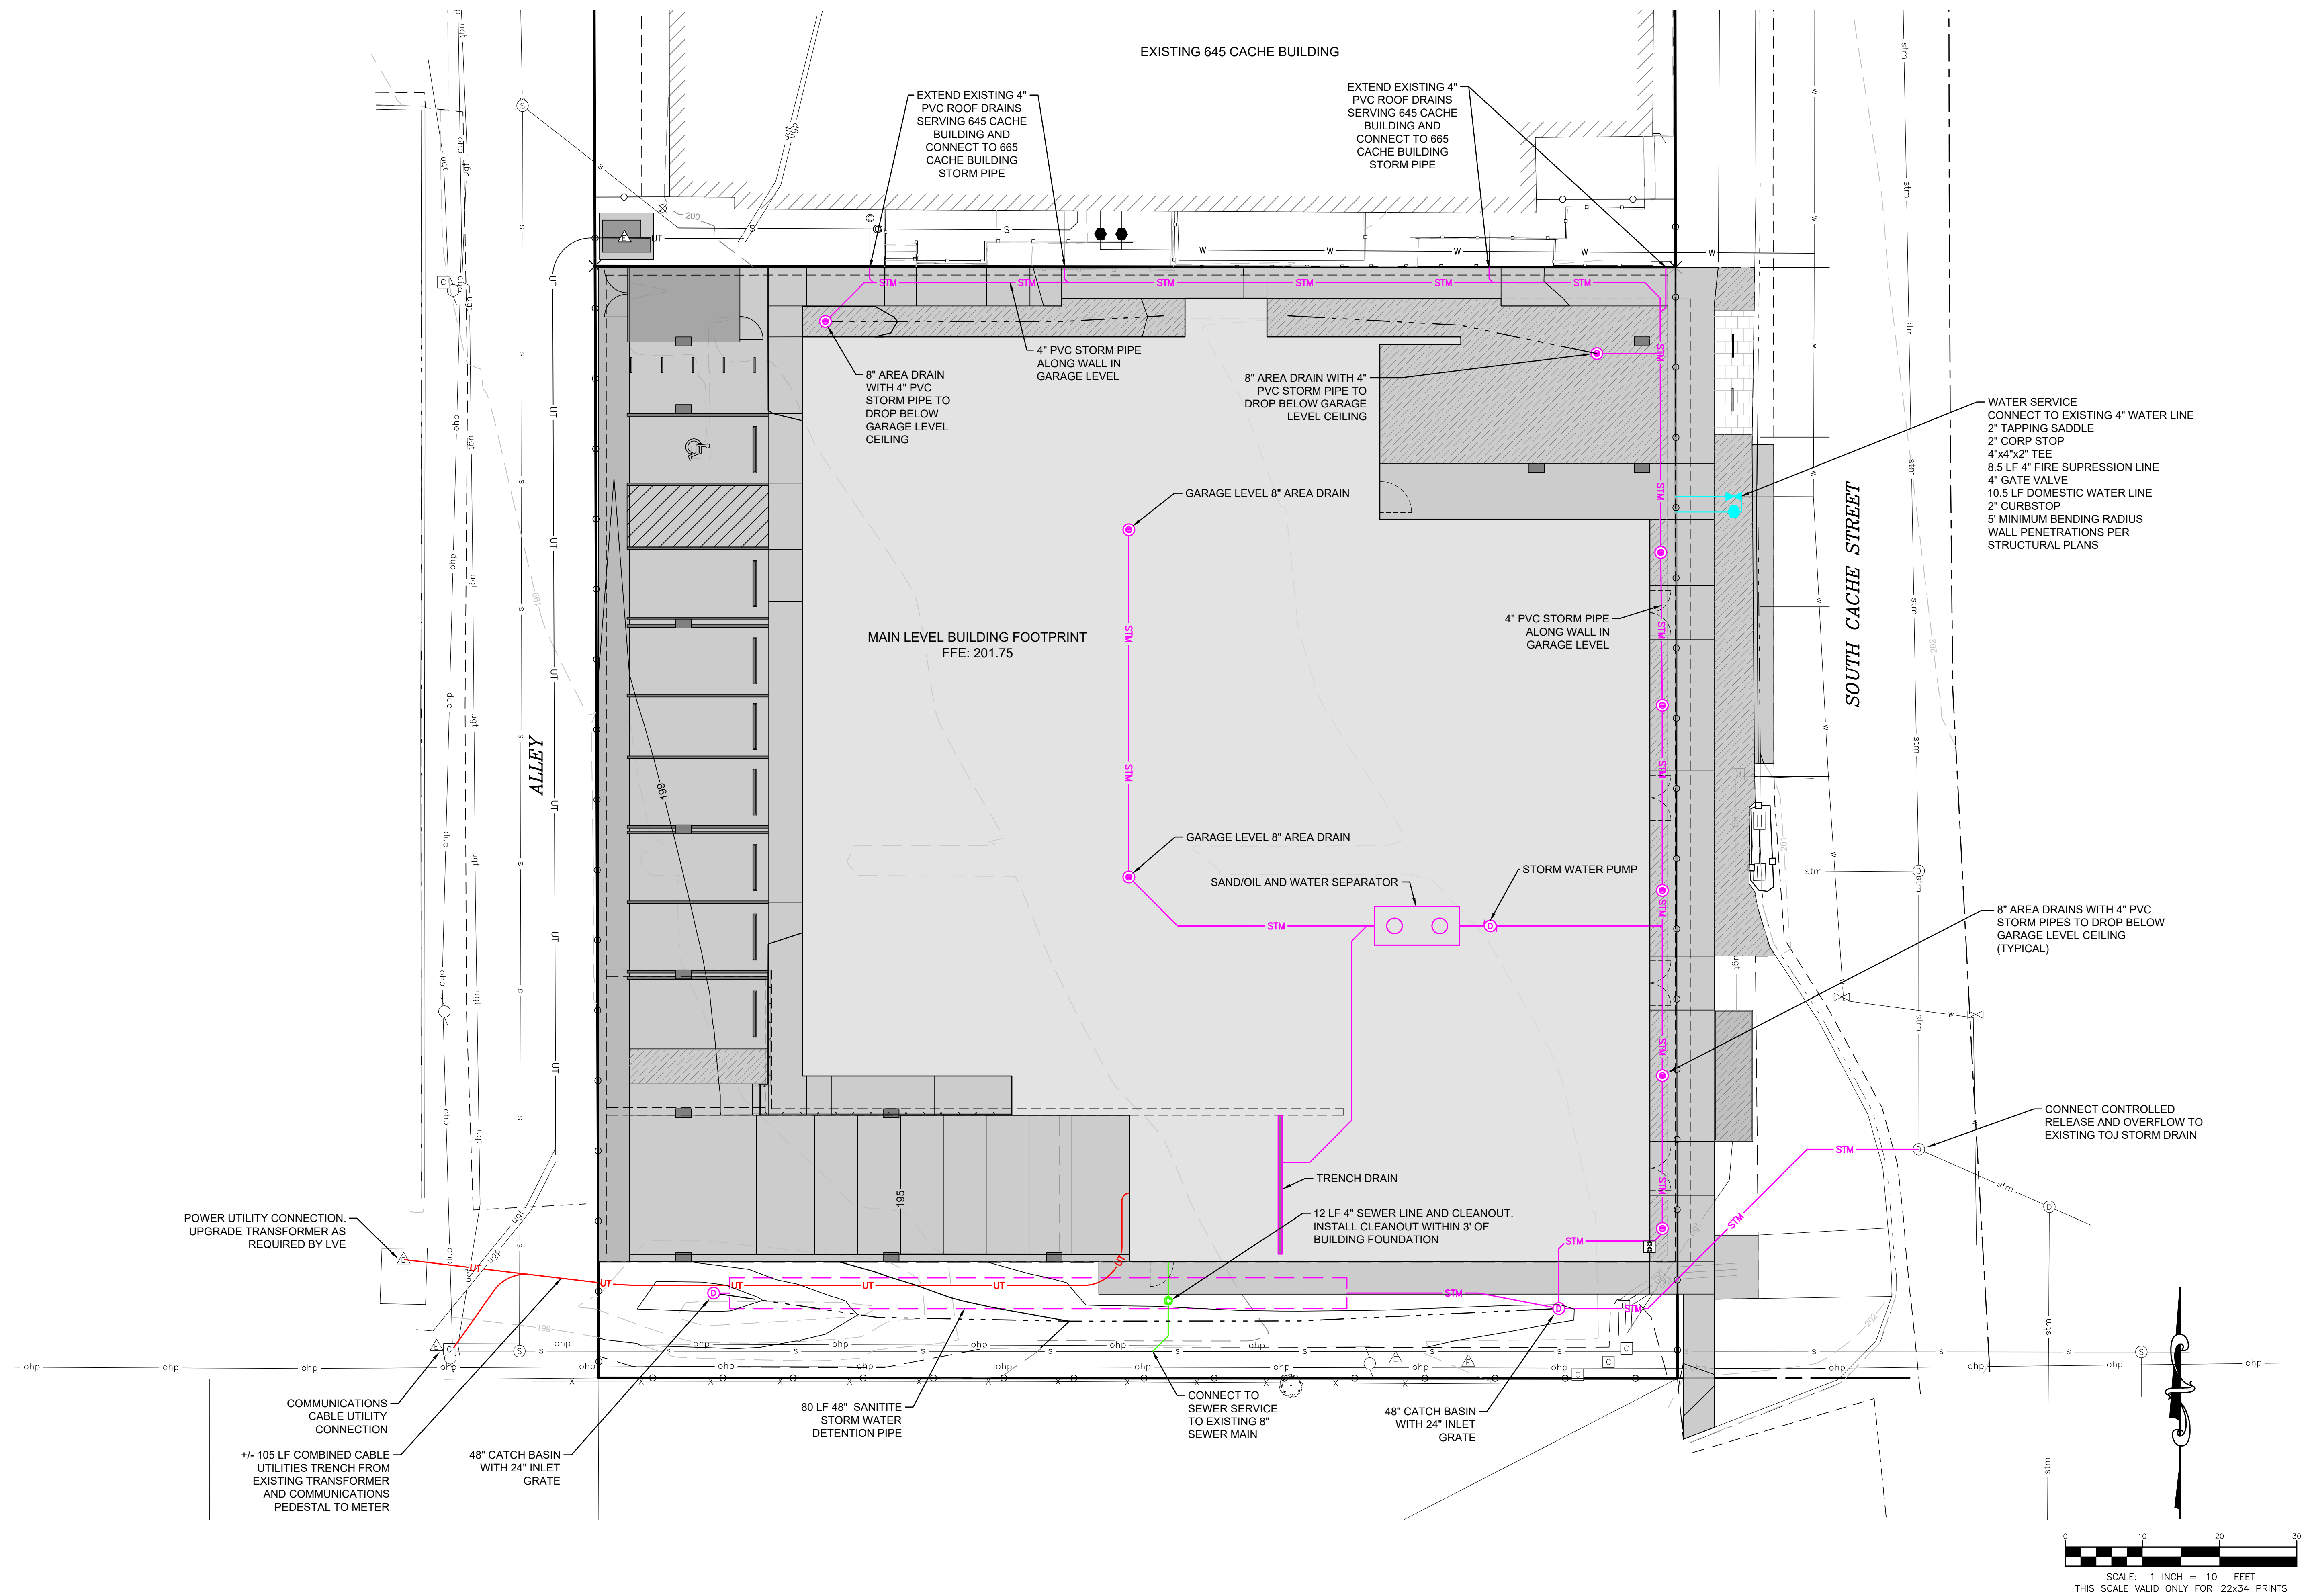 EXISTING 645 CACHE BUILDING
EXTEND EXISTING 4"
PVC ROOF DRAINS
SERVING 645 CACHE
BUILDING AND
CONNECT TO 665
CACHE BUILDING
STORM PIPE
EXTEND EXISTING 4"
PVC ROOF DRAINS
SERVING 645 CACHE
BUILDING AND
CONNECT TO 665
CACHE BUILDING
STORM PIPE
4" PVC STORM PIPE
ALONG WALL IN
GARAGE LEVEL
8" AREA DRAIN
WITH 4" PVC
STORM PIPE TO
DROP BELOW
GARAGE LEVEL
CEILING
8" AREA DRAIN WITH 4"
PVC STORM PIPE TO
DROP BELOW GARAGE
LEVEL CEILING
WATER SERVICE
CONNECT TO EXISTING 4" WATER LINE
2" TAPPING SADDLE
2" CORP STOP
4"x4"x2" TEE
8.5 LF 4" FIRE SUPRESSION LINE
4" GATE VALVE
10.5 LF DOMESTIC WATER LINE
2" CURBSTOP
5' MINIMUM BENDING RADIUS
WALL PENETRATIONS PER
STRUCTURAL PLANS
GARAGE LEVEL 8" AREA DRAIN
SOUTH CACHE STREET
4" PVC STORM PIPE
ALONG WALL IN
GARAGE LEVEL
MAIN LEVEL BUILDING FOOTPRINT
FFE: 201.75
ALLEY
199
GARAGE LEVEL 8" AREA DRAIN
STORM WATER PUMP
SAND/OIL AND WATER SEPARATOR
8" AREA DRAINS WITH 4" PVC
STORM PIPES TO DROP BELOW
GARAGE LEVEL CEILING
(TYPICAL)
CONNECT CONTROLLED
RELEASE AND OVERFLOW TO
EXISTING TOJ STORM DRAIN
TRENCH DRAIN
195
12 LF 4" SEWER LINE AND CLEANOUT.
INSTALL CLEANOUT WITHIN 3' OF
BUILDING FOUNDATION
POWER UTILITY CONNECTION.
UPGRADE TRANSFORMER AS
REQUIRED BY LVE
COMMUNICATIONS
CABLE UTILITY
CONNECTION
+/- 105 LF COMBINED CABLE
UTILITIES TRENCH FROM
EXISTING TRANSFORMER
AND COMMUNICATIONS
PEDESTAL TO METER
48" CATCH BASIN
WITH 24" INLET
GRATE
80 LF 48" SANITITE
STORM WATER
DETENTION PIPE
CONNECT TO
SEWER SERVICE
TO EXISTING 8"
SEWER MAIN
48" CATCH BASIN
WITH 24" INLET
GRATE
0 10 20 30
SCALE: 1 INCH = 10 FEET
THIS SCALE VALID ONLY FOR 22x34 PRINTS